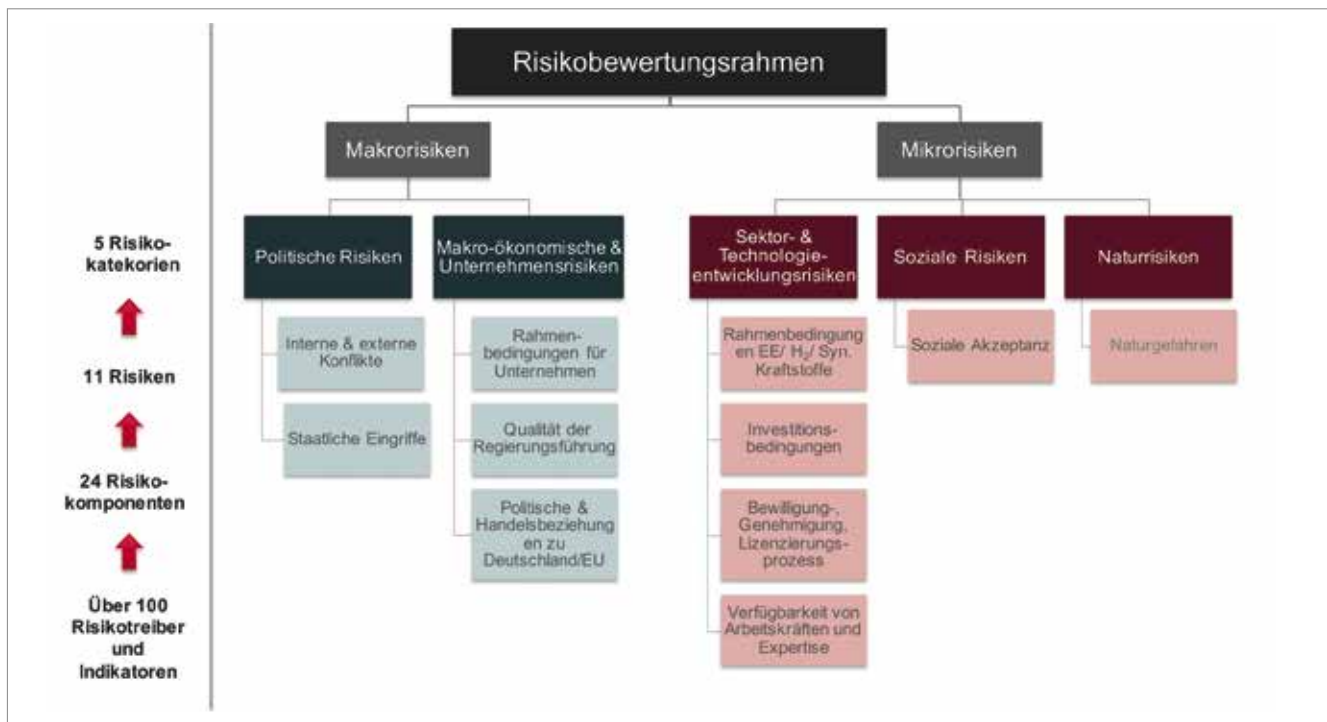 Risikobewertungsrahmen
Makrorisiken
Mikrorisiken
5 Risiko-
katekorien
11 Risiken
24 Risiko-
komponenten
Über 100
Risikotreiber
und
Indikatoren
Politische Risiken
Makro-ökonomische &
Unternehmensrisiken
Sektor- &
Technologie-
entwicklungsrisiken
Soziale Risiken
Naturrisiken
Interne & externe
Konflikte
Staatliche Eingriffe
Rahmen-
bedingungen für
Unternehmen
Qualität der
Regierungsführung
Politische &
Handelsbeziehung
en zu
Deutschland/EU
Rahmenbedingung
en EE/ H₂/ Syn.
Kraftstoffe
Investitions-
bedingungen
Bewilligung-,
Genehmigung,
Lizenzierungs-
prozess
Verfügbarkeit von
Arbeitskräften und
Expertise
Soziale Akzeptanz
Naturgefahren